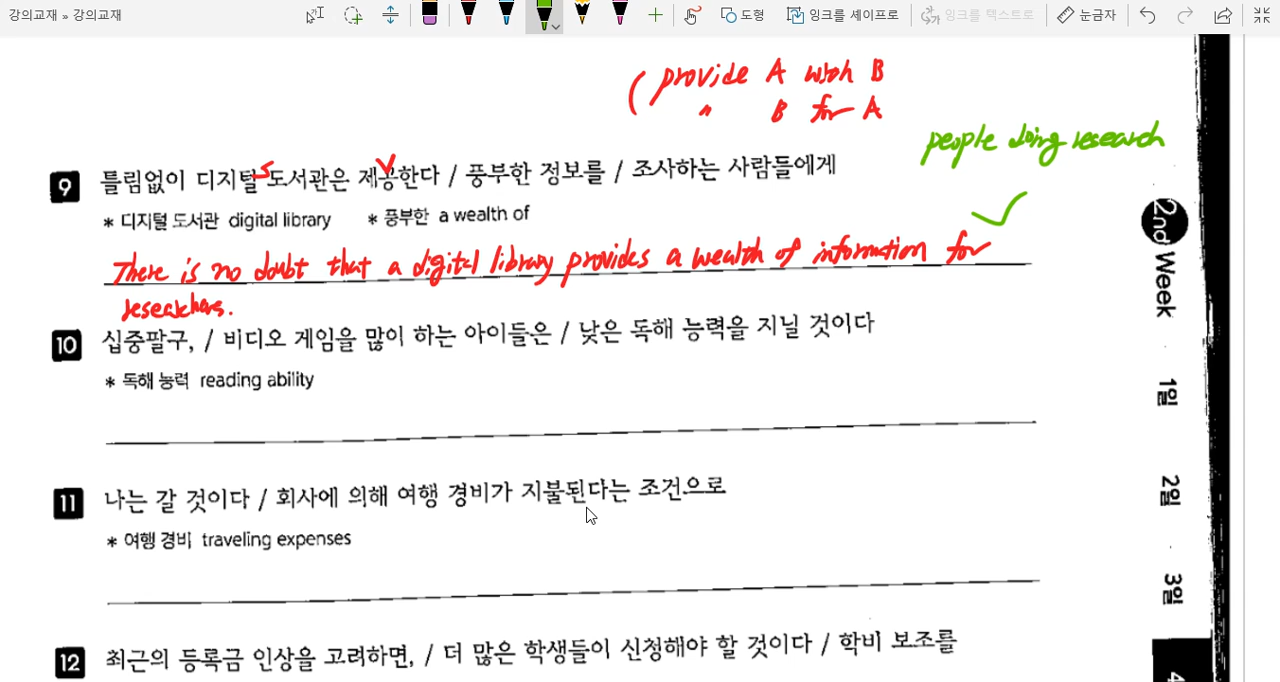 강의교재 » 강의교재
도형
잉크를 셰이프로
잉크를 텍스트로
눈금자
( provide A with B
" B for A
people doing research
9 틀림없이 디지털 도서관은 제공한다 / 풍부한 정보를 / 조사하는 사람들에게
S V
* 디지털 도서관 digital library * 풍부한 a wealth of
There is no doubt that a digital library provides a wealth of information for
researchers.
10 십중팔구, / 비디오 게임을 많이 하는 아이들은 / 낮은 독해 능력을 지닐 것이다
* 독해 능력 reading ability
11 나는 갈 것이다 / 회사에 의해 여행 경비가 지불된다는 조건으로
* 여행 경비 traveling expenses
12 최근의 등록금 인상을 고려하면, / 더 많은 학생들이 신청해야 할 것이다 / 학비 보조를
2nd Week
1일
2일
3일
4